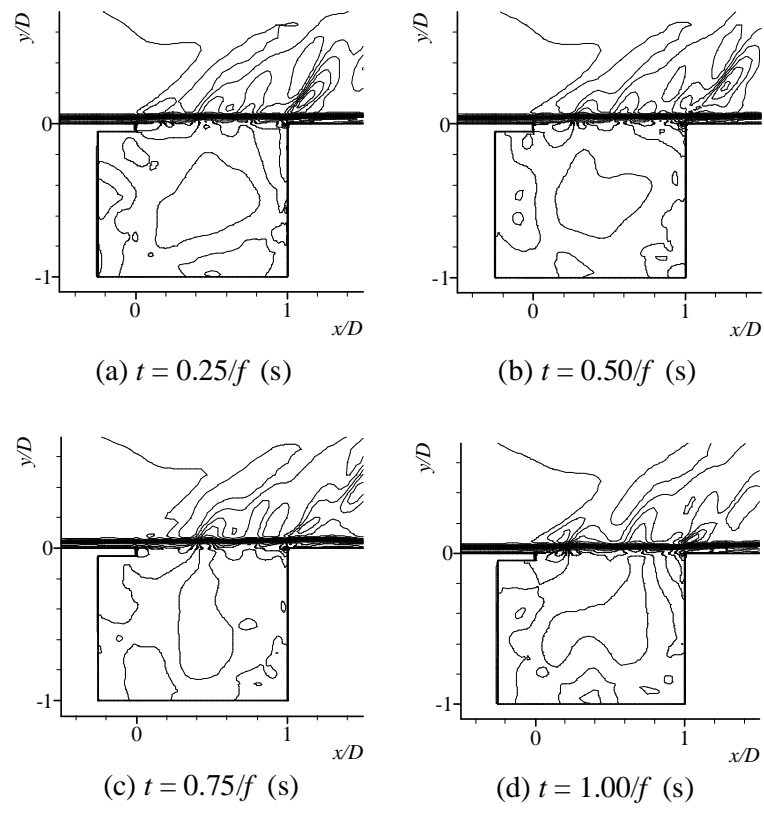 y/D
0
-1
0
1
x/D
(a) t = 0.25/f (s)
y/D
0
-1
0
1
x/D
(b) t = 0.50/f (s)
y/D
0
-1
0
1
x/D
(c) t = 0.75/f (s)
y/D
0
-1
0
1
x/D
(d) t = 1.00/f (s)